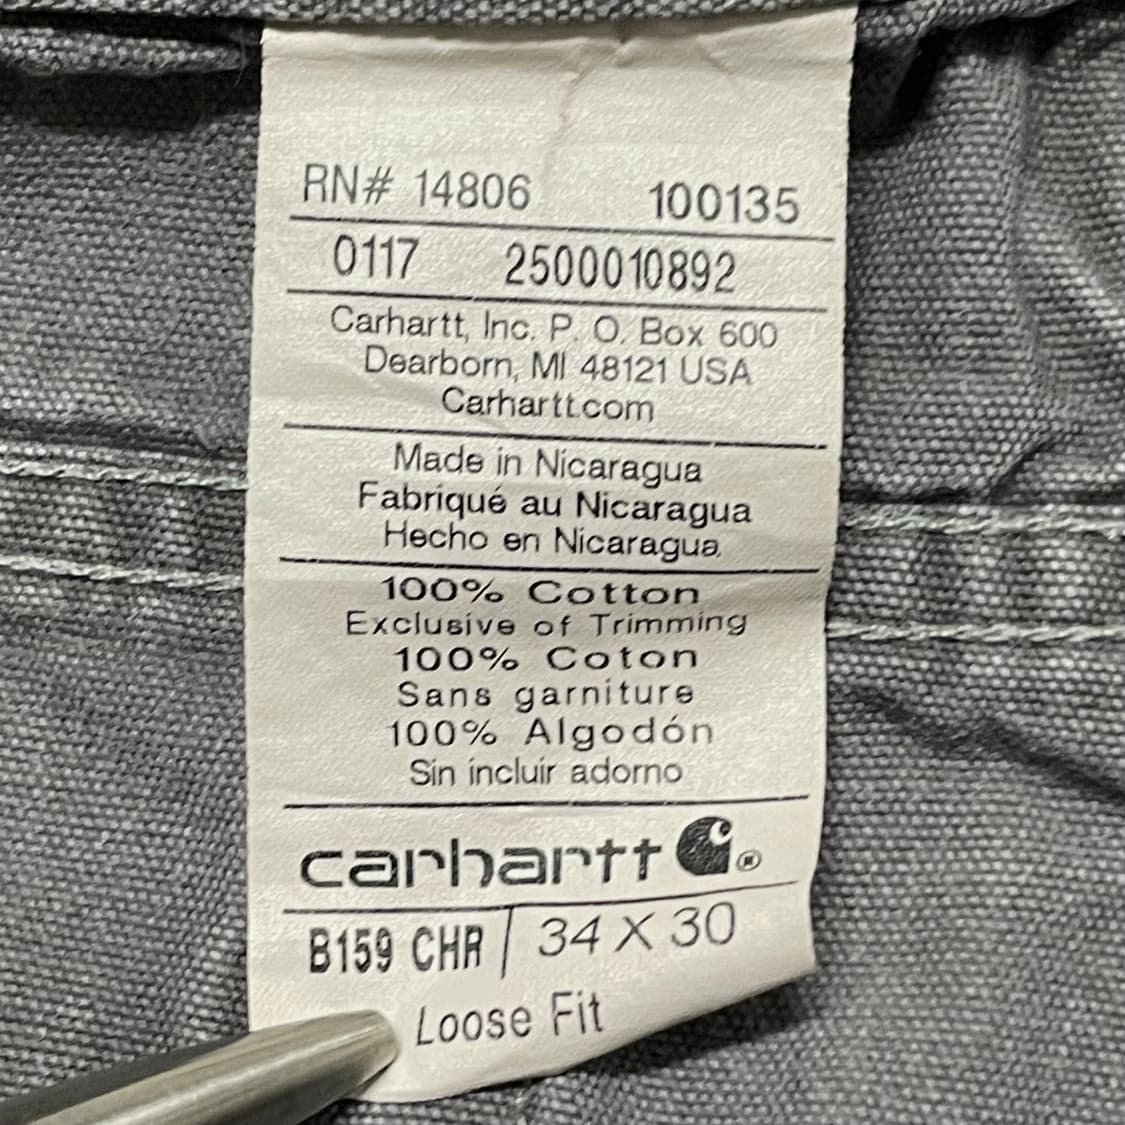 RN# 14806 100135
0117 2500010892
Carhartt, Inc. P. O. Box 600
Dearborn, MI 48121 USA
Carhartt.com
Made in Nicaragua
Fabriqué au Nicaragua
Hecho en Nicaragua
100% Cotton
Exclusive of Trimming
100% Coton
Sans garniture
100% Algodón
Sin incluir adorno
carhartt ®
B159 CHR 34 X 30
Loose Fit